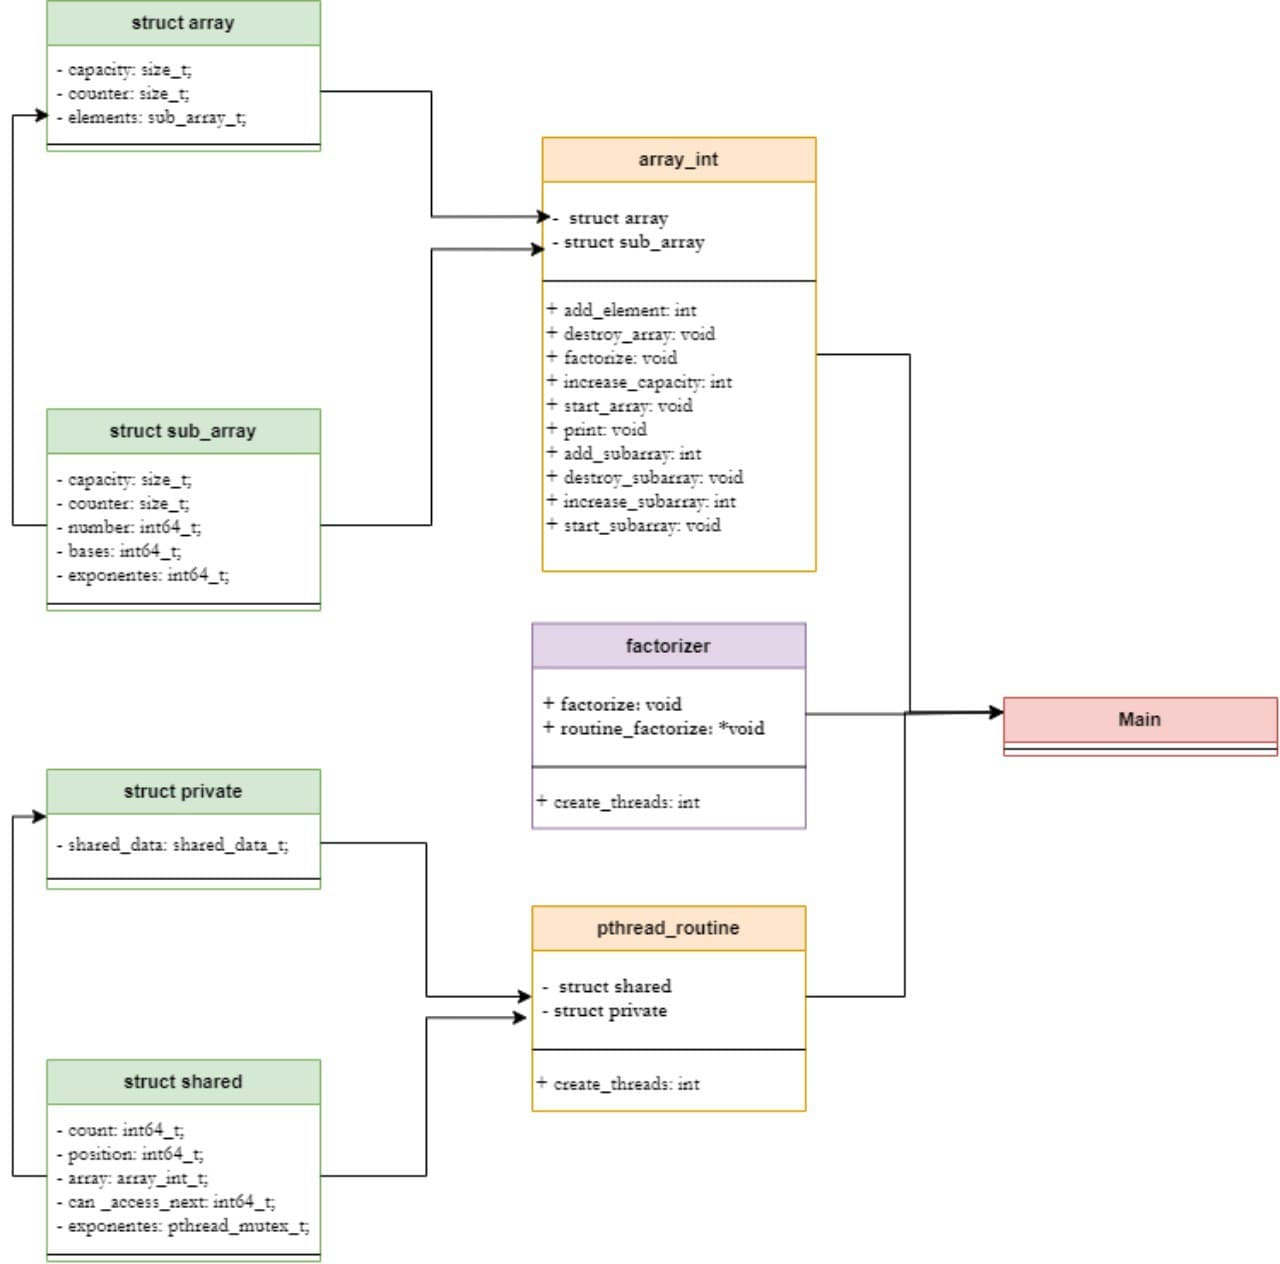 struct array
- capacity: size_t;
- counter: size_t;
- elements: sub_array_t;
array_int
- struct array
- struct sub_array
+ add_element: int
+ destroy_array: void
+ factorize: void
+ increase_capacity: int
+ start_array: void
+ print: void
+ add_subarray: int
+ destroy_subarray: void
+ increase_subarray: int
+ start_subarray: void
struct sub_array
- capacity: size_t;
- counter: size_t;
- number: int64_t;
- bases: int64_t;
- exponentes: int64_t;
factorizer
+ factorize: void
+ routine_factorize: *void
+ create_threads: int
Main
struct private
- shared_data: shared_data_t;
pthread_routine
- struct shared
- struct private
+ create_threads: int
struct shared
- count: int64_t;
- position: int64_t;
- array: array_int_t;
- can _access_next: int64_t;
- exponentes: pthread_mutex_t;